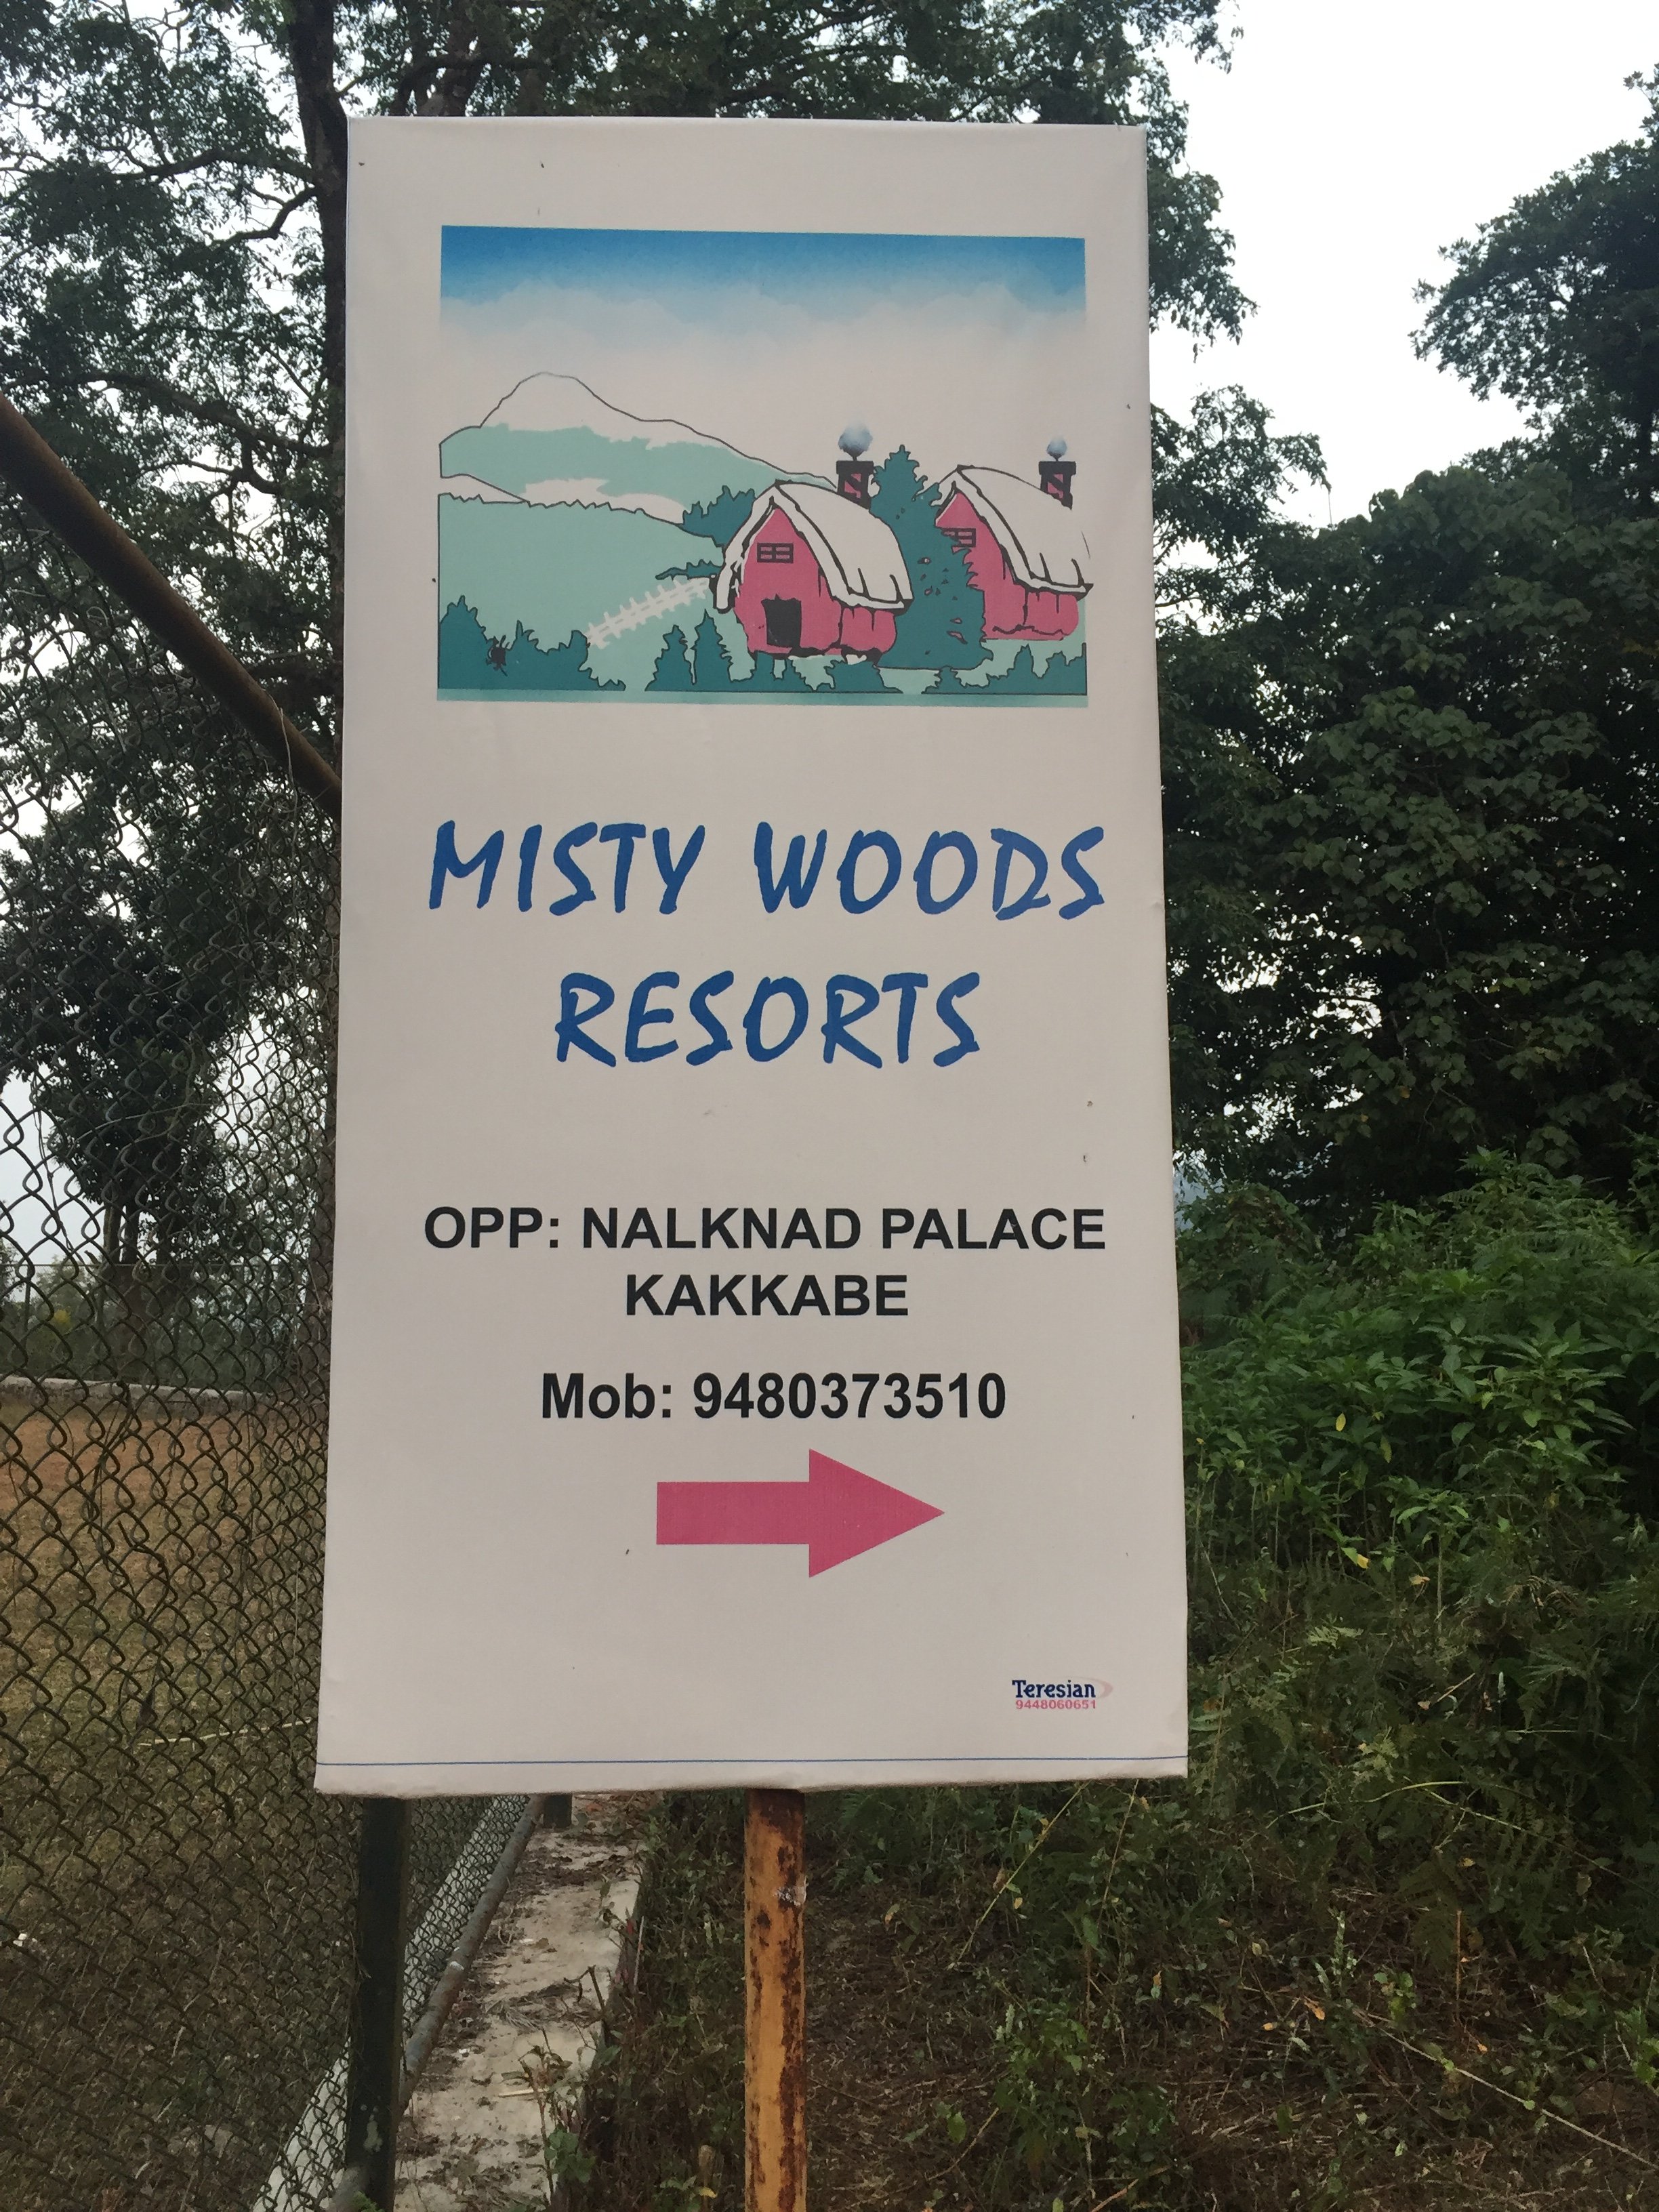 MISTY WOODS
RESORTS
OPP: NALKNAD PALACE
KAKKABE
Mob: 9480373510
Teresian
9448060651